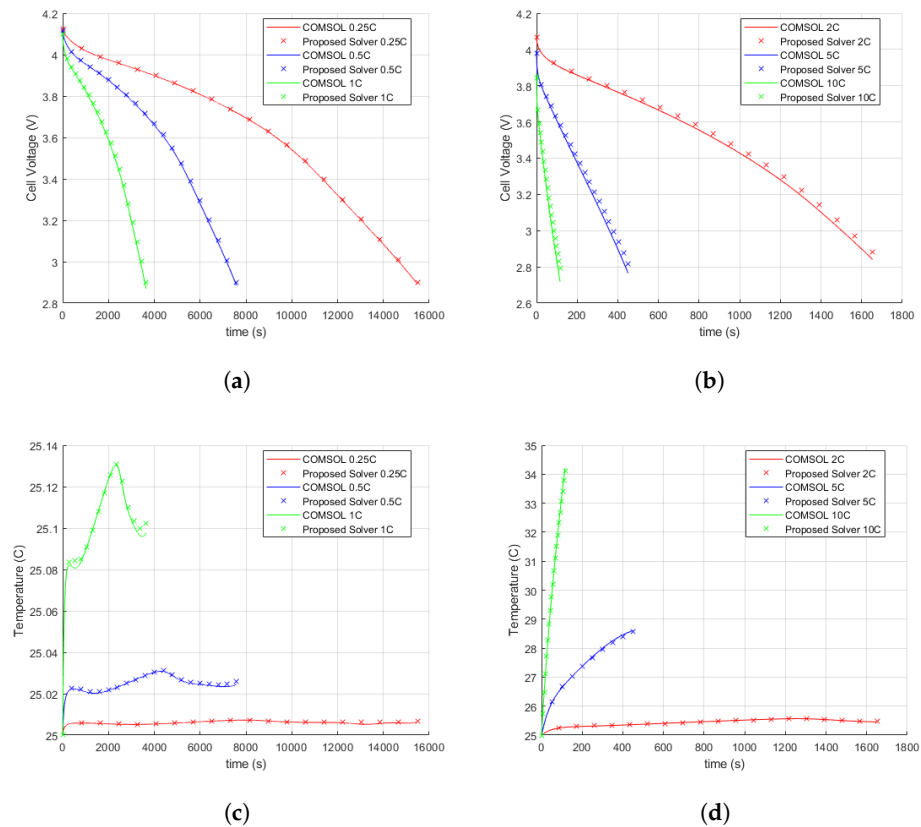 4.2
4
3.8
3.6
3.4
3.2
3
2.8
Cell Voltage (V)
0
2000
4000
6000
8000
10000
12000
14000
16000
time (s)
COMSOL 0.25C
Proposed Solver 0.25C
COMSOL 0.5C
Proposed Solver 0.5C
COMSOL 1C
Proposed Solver 1C
(a)
4.2
4
3.8
3.6
3.4
3.2
3
2.8
2.6
Cell Voltage (V)
0
200
400
600
800
1000
1200
1400
1600
1800
time (s)
COMSOL 2C
Proposed Solver 2C
COMSOL 5C
Proposed Solver 5C
COMSOL 10C
Proposed Solver 10C
(b)
25.14
25.12
25.1
25.08
25.06
25.04
25.02
25
Temperature (C)
0
2000
4000
6000
8000
10000
12000
14000
16000
time (s)
COMSOL 0.25C
Proposed Solver 0.25C
COMSOL 0.5C
Proposed Solver 0.5C
COMSOL 1C
Proposed Solver 1C
(c)
35
34
33
32
31
30
29
28
27
26
25
Temperature (C)
0
200
400
600
800
1000
1200
1400
1600
1800
time (s)
COMSOL 2C
Proposed Solver 2C
COMSOL 5C
Proposed Solver 5C
COMSOL 10C
Proposed Solver 10C
(d)